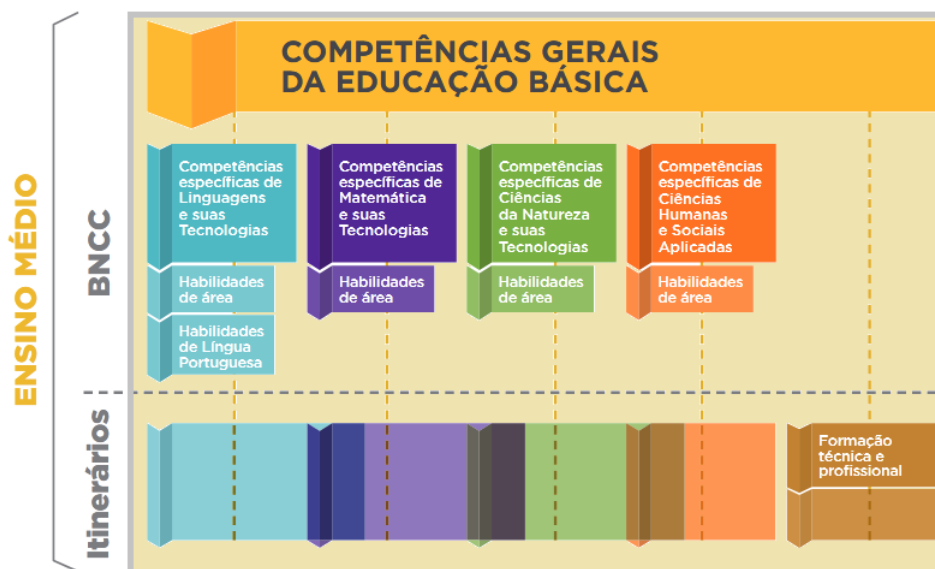 ENSINO MÉDIO
BNCC
COMPETÊNCIAS GERAIS
DA EDUCAÇÃO BÁSICA
Competências
específicas de
Linguagens
e suas
Tecnologias
Habilidades
de área
Habilidades
de Língua
Portuguesa
Competências
específicas de
Matemática
e suas
Tecnologias
Habilidades
de área
Competências
específicas de
Ciências
da Natureza
e suas
Tecnologias
Habilidades
de área
Competências
específicas de
Ciências
Humanas
e Sociais
Aplicadas
Habilidades
de área
Itinerários
Formação
técnica e
profissional